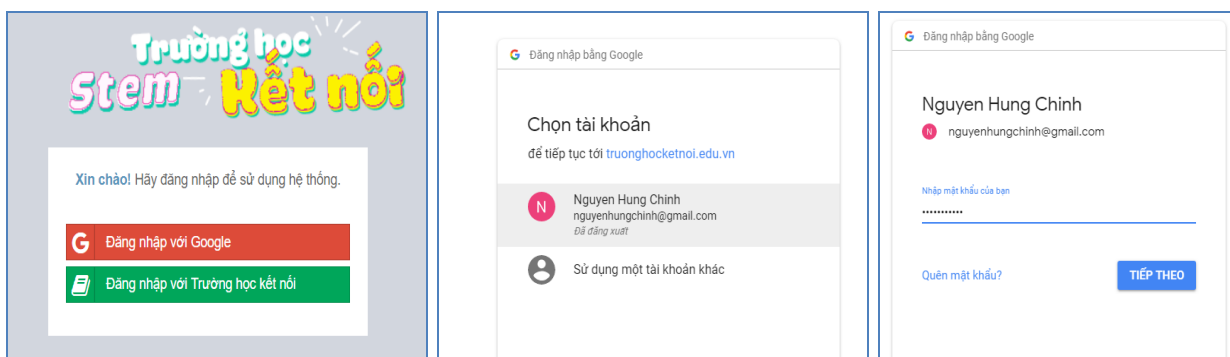 Trường học
Stem Kết nối
Xin chào! Hãy đăng nhập để sử dụng hệ thống.
G Đăng nhập với Google
Đăng nhập với Trường học kết nối
G Đăng nhập bằng Google
Chọn tài khoản
để tiếp tục tới truonghocketnoi.edu.vn
N Nguyen Hung Chinh
nguyenhungchinh@gmail.com
Đã đăng xuất
Sử dụng một tài khoản khác
G Đăng nhập bằng Google
Nguyen Hung Chinh
N nguyenhungchinh@gmail.com
Nhập mật khẩu của bạn
•••••••••••
Quên mật khẩu? TIẾP THEO